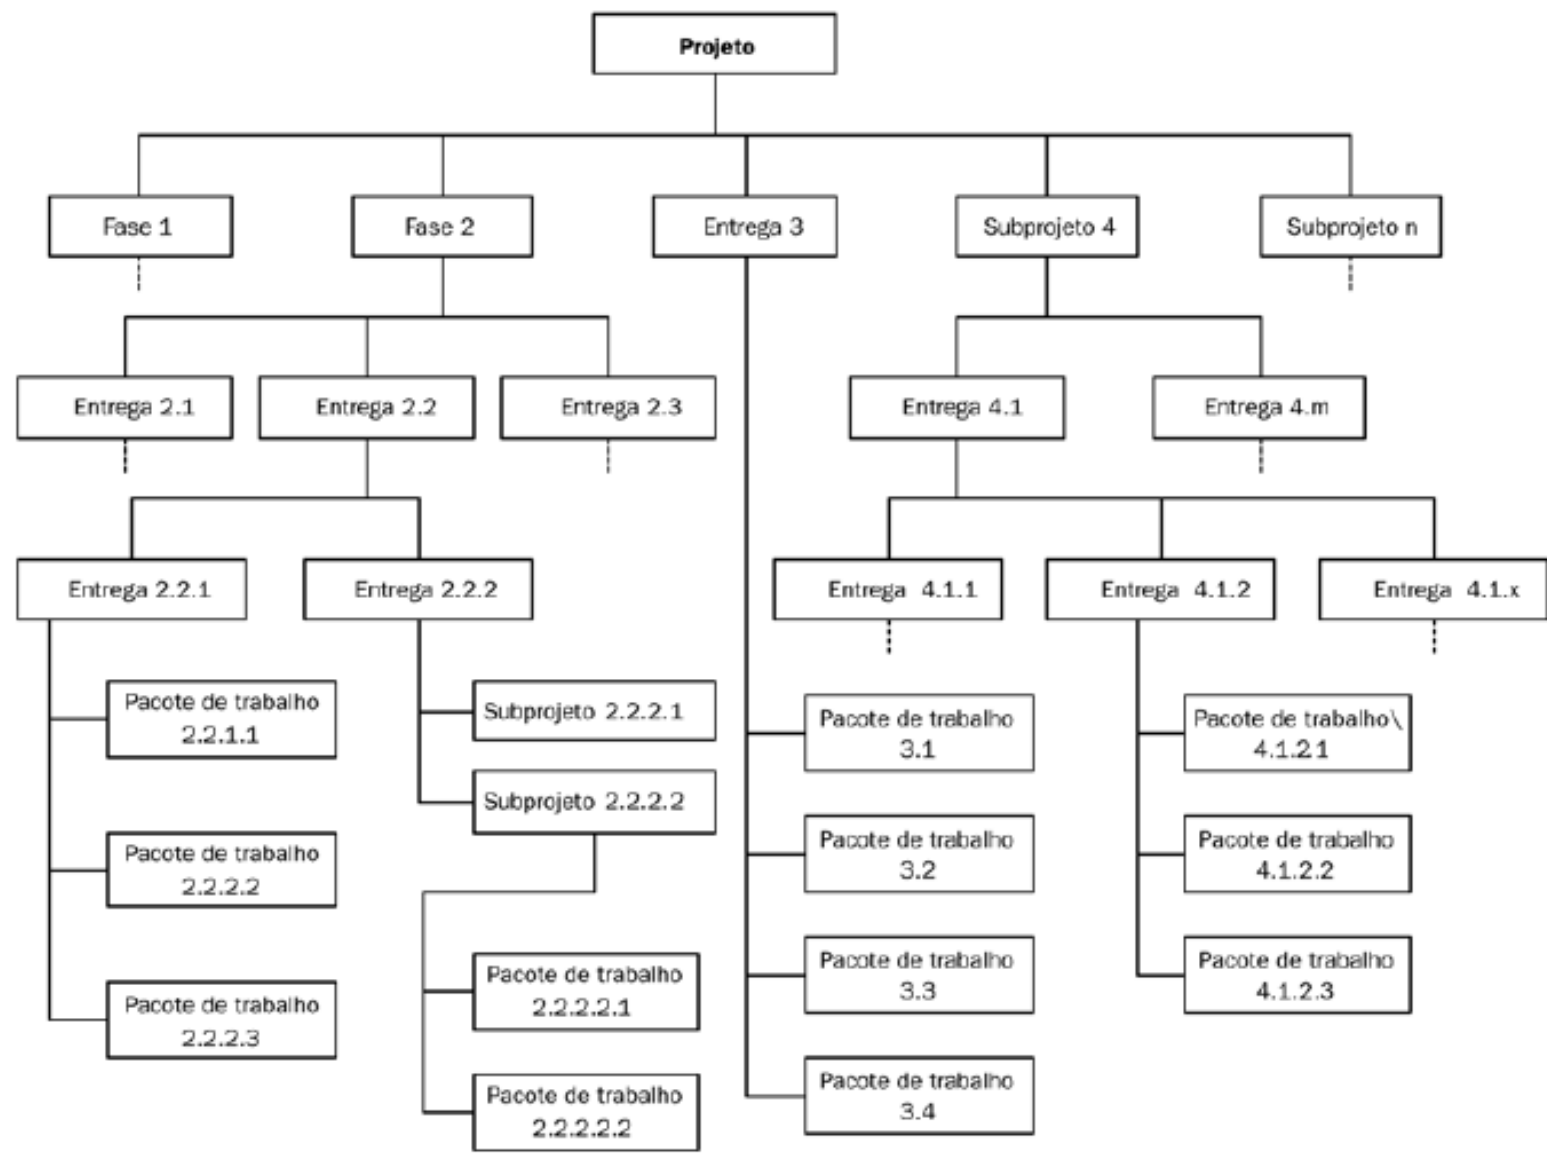 Projeto
Fase 1
Fase 2
Entrega 3
Subprojeto 4
Subprojeto n
Entrega 2.1
Entrega 2.2
Entrega 2.3
Entrega 4.1
Entrega 4.m
Entrega 2.2.1
Entrega 2.2.2
Entrega 4.1.1
Entrega 4.1.2
Entrega 4.1.x
Pacote de trabalho
2.2.1.1
Pacote de trabalho
2.2.2.2
Pacote de trabalho
2.2.2.3
Subprojeto 2.2.2.1
Subprojeto 2.2.2.2
Pacote de trabalho
2.2.2.2.1
Pacote de trabalho
2.2.2.2.2
Pacote de trabalho
3.1
Pacote de trabalho
3.2
Pacote de trabalho
3.3
Pacote de trabalho
3.4
Pacote de trabalho\
4.1.2.1
Pacote de trabalho
4.1.2.2
Pacote de trabalho
4.1.2.3